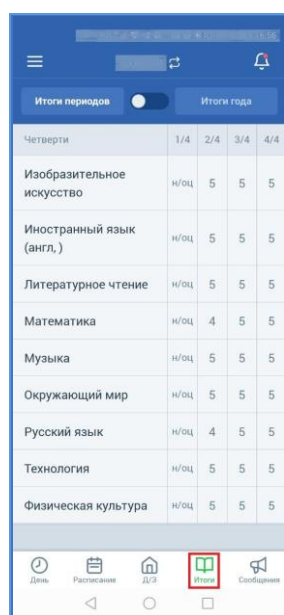 Итоги периодов Итоги года
Четверти 1/4 2/4 3/4 4/4
Изобразительное
искусство н/оц 5 5 5
Иностранный язык
(англ,) н/оц 5 5 5
Литературное чтение н/оц 5 5 5
Математика н/оц 4 5 5
Музыка н/оц 5 5 5
Окружающий мир н/оц 5 5 5
Русский язык н/оц 4 5 5
Технология н/оц 5 5 5
Физическая культура н/оц 5 5 5
День Расписание Д/З Итоги Сообщения